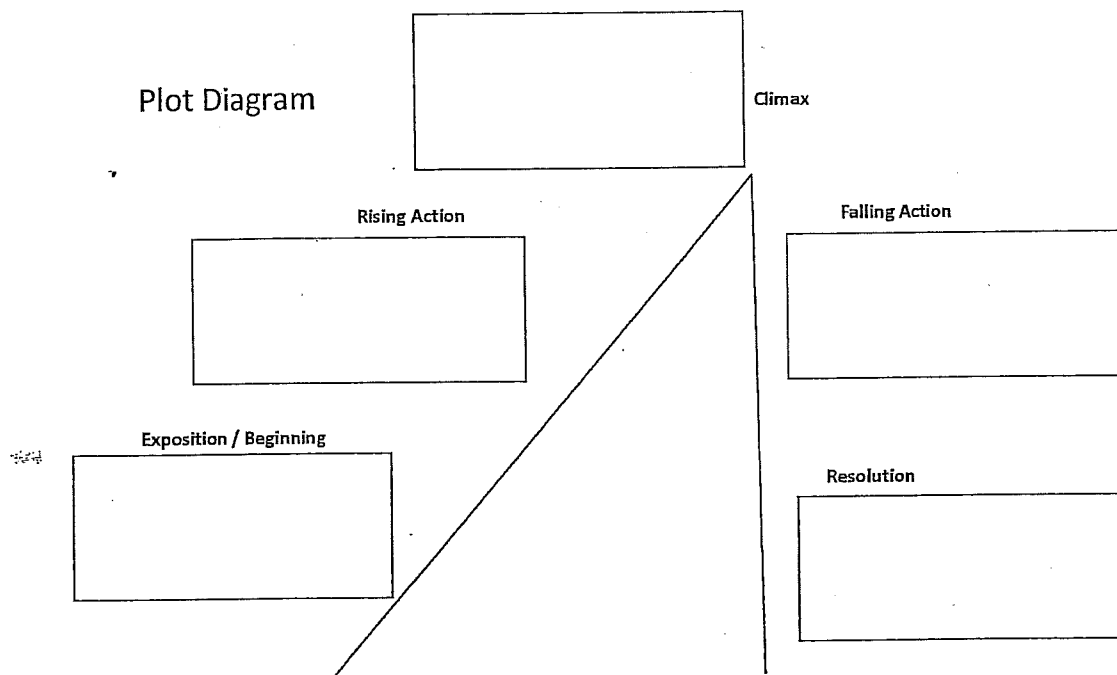 Plot Diagram
Climax
Rising Action
Falling Action
Exposition / Beginning
Resolution